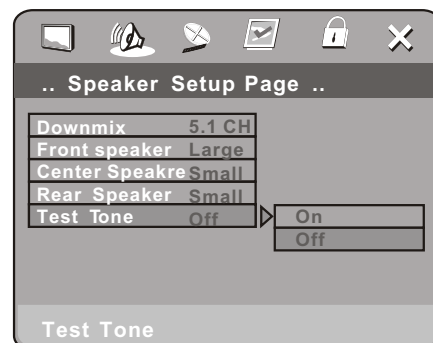 .. Speaker Setup Page ..
Downmix 5.1 CH
Front speaker Large
Center Speakre Small
Rear Speaker Small
Test Tone Off On
Off
Test Tone